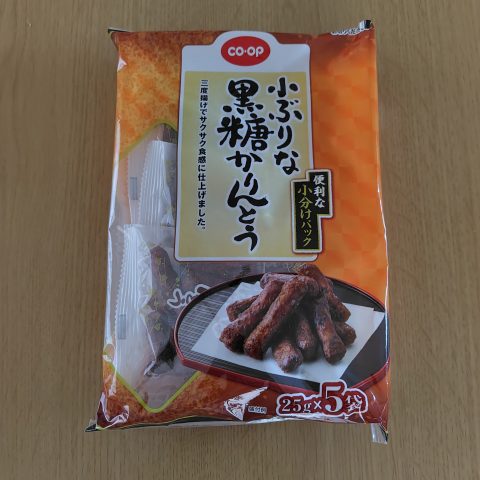 CO·OP
小ぶりな
黒糖かりんとう
三度揚げでサクサク食感に仕上げました。
便利な
小分けパック
25g×5袋